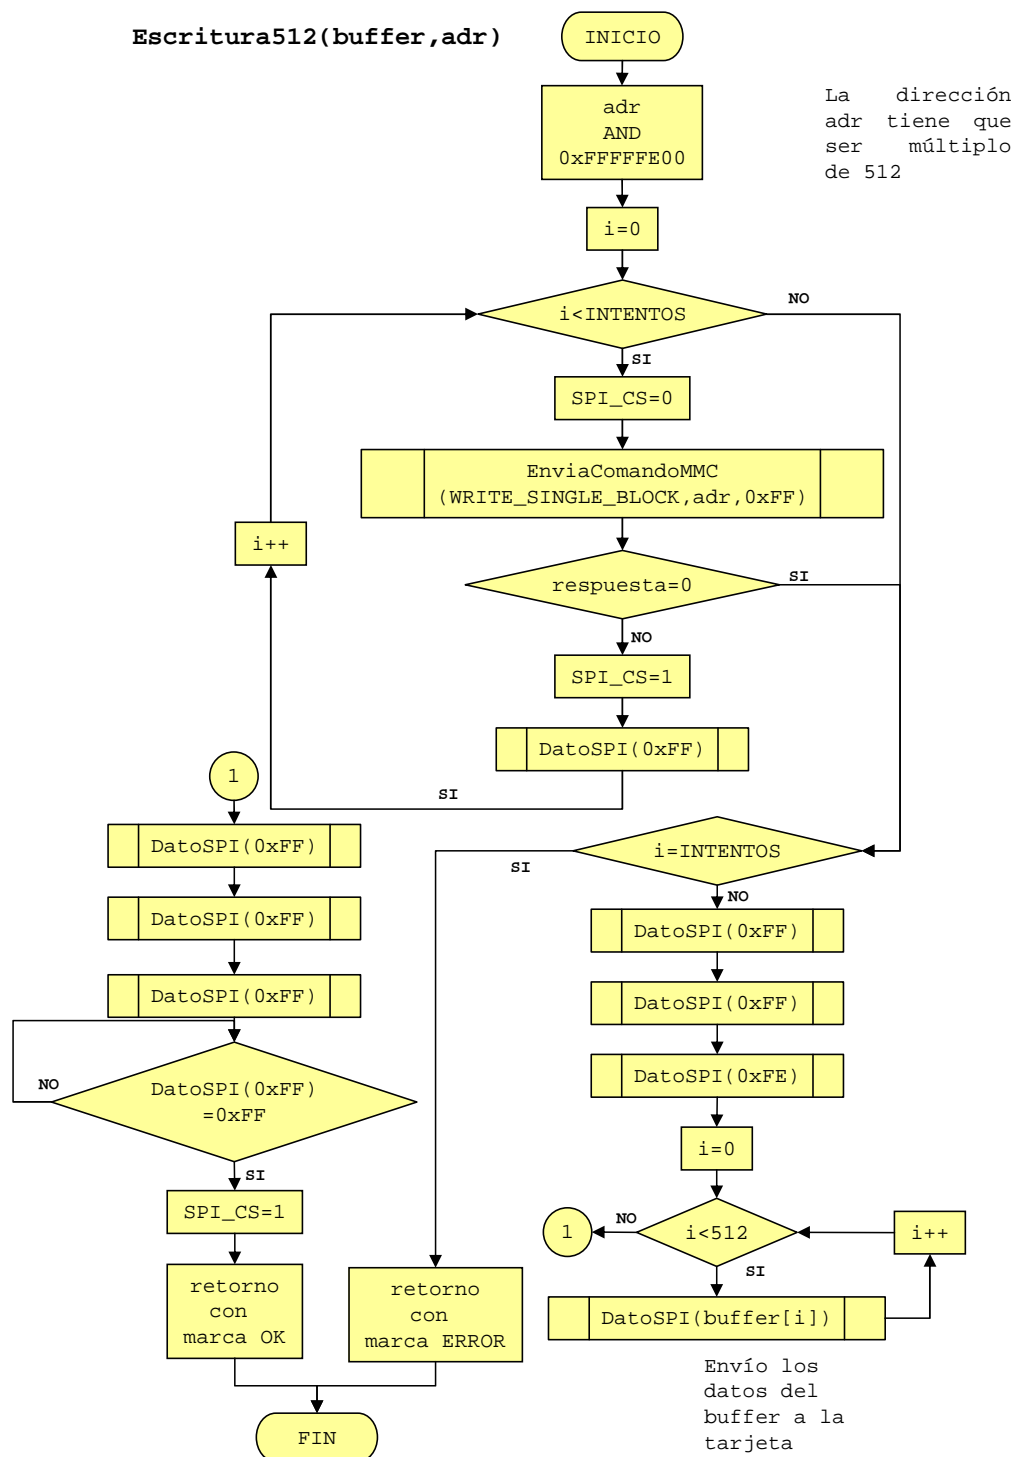 Escritura512(buffer,adr)
INICIO
La dirección
adr tiene que
ser múltiplo
de 512
adr
AND
0xFFFFFE00
i=0
i<INTENTOS
NO
SI
SPI_CS=0
EnviaComandoMMC
(WRITE_SINGLE_BLOCK,adr,0xFF)
i++
respuesta=0
SI
NO
SPI_CS=1
DatoSPI(0xFF)
SI
1
DatoSPI(0xFF)
DatoSPI(0xFF)
DatoSPI(0xFF)
NO
DatoSPI(0xFF)
=0xFF
SI
SPI_CS=1
retorno
con
marca OK
i=INTENTOS
SI
NO
DatoSPI(0xFF)
DatoSPI(0xFF)
DatoSPI(0xFE)
i=0
i<512
NO
1
i++
SI
DatoSPI(buffer[i])
Envío los
datos del
buffer a la
tarjeta
retorno
con
marca ERROR
FIN